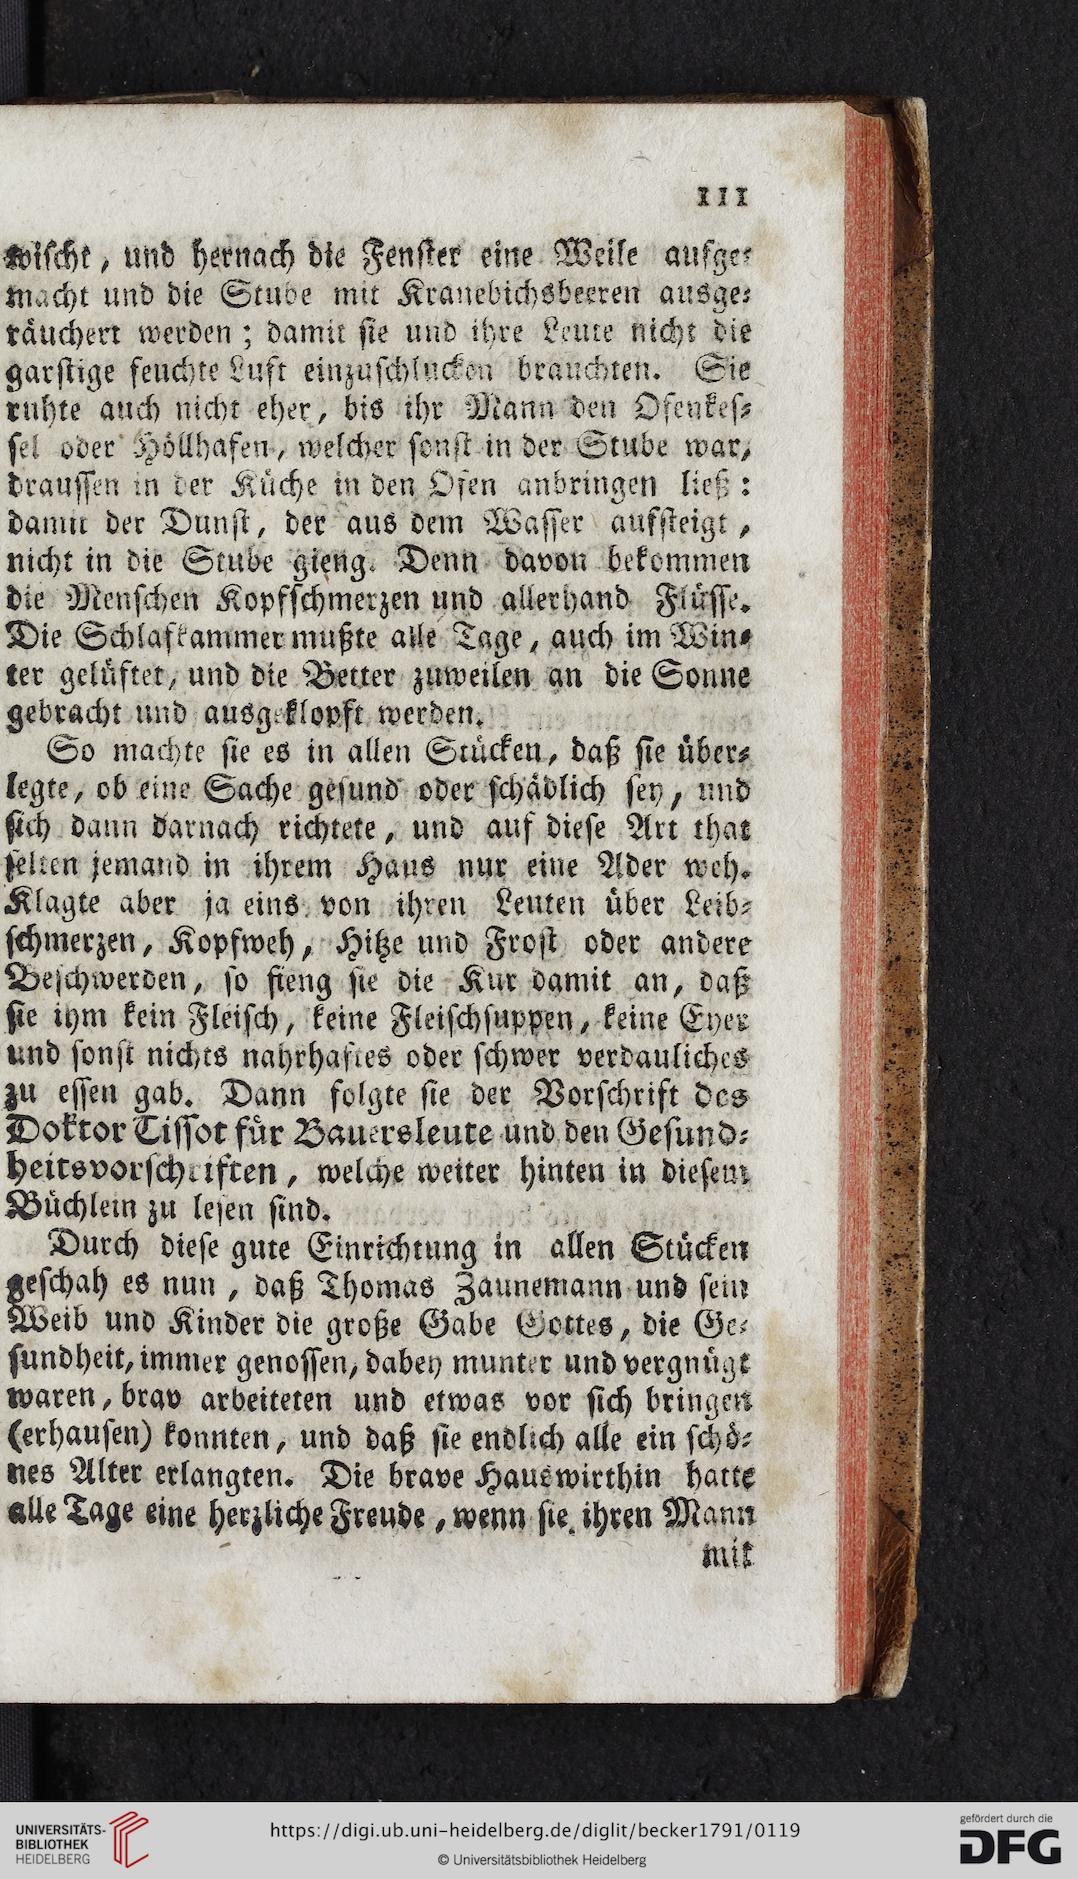 111
wischt, und hernach die Fenster eine Weile aufge-
macht und die Stube mit Kranebichsbeeren ausge-
räuchert werden; damit sie und ihre Leute nicht die
garstige feuchte Luft einzuschlucken brauchten. Sie
ruhte auch nicht eher, bis ihr Mann den Ofenkes-
sel oder Höllhafen, welcher sonst in der Stube war,
draussen in der Küche in den Ofen anbringen ließ:
damit der Dunst, der aus dem Wasser aufsteigt,
nicht in die Stube gieng. Denn davon bekommen
die Menschen Kopfschmerzen und allerhand Flüsse.
Die Schlafkammer mußte alle Tage, auch im Win-
ter gelüftet, und die Better zuweilen an die Sonne
gebracht und ausgeklopft werden.
So machte sie es in allen Stücken, daß sie über-
legte, ob eine Sache gesund oder schädlich sey, und
sich dann darnach richtete, und auf diese Art that
selten jemand in ihrem Haus nur eine Ader weh.
Klagte aber ja eins von ihren Leuten über Leib-
schmerzen, Kopfweh, Hitze und Frost oder andere
Beschwerden, so fieng sie die Kur damit an, daß
sie ihm kein Fleisch, keine Fleischsuppen, keine Eyer
und sonst nichts nahrhaftes oder schwer verdauliches
zu essen gab. Dann folgte sie der Vorschrift des
Doktor Tissot für Bauersleute und den Gesund-
heitsvorschriften, welche weiter hinten in diesem
Büchlein zu lesen sind.
Durch diese gute Einrichtung in allen Stücken
geschah es nun, daß Thomas Zaunemann und sein
Weib und Kinder die große Gabe Gottes, die Ge-
sundheit, immer genossen, dabey munter und vergnügt
waren, brav arbeiteten und etwas vor sich bringen
(erhausen) konnten, und daß sie endlich alle ein schö-
nes Alter erlangten. Die brave Hauswirthin hatte
alle Tage eine herzliche Freude, wenn sie ihren Mann
mit
UNIVERSITÄTS-
BIBLIOTHEK
HEIDELBERG
https://digi.ub.uni-heidelberg.de/diglit/becker1791/0119
© Universitätsbibliothek Heidelberg
gefördert durch die
DFG